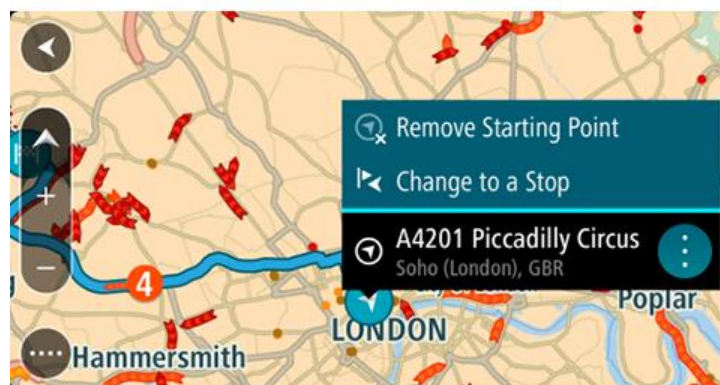 Remove Starting Point
Change to a Stop
A4201 Piccadilly Circus
Soho (London), GBR
4
Poplar
LONDON
Hammersmith